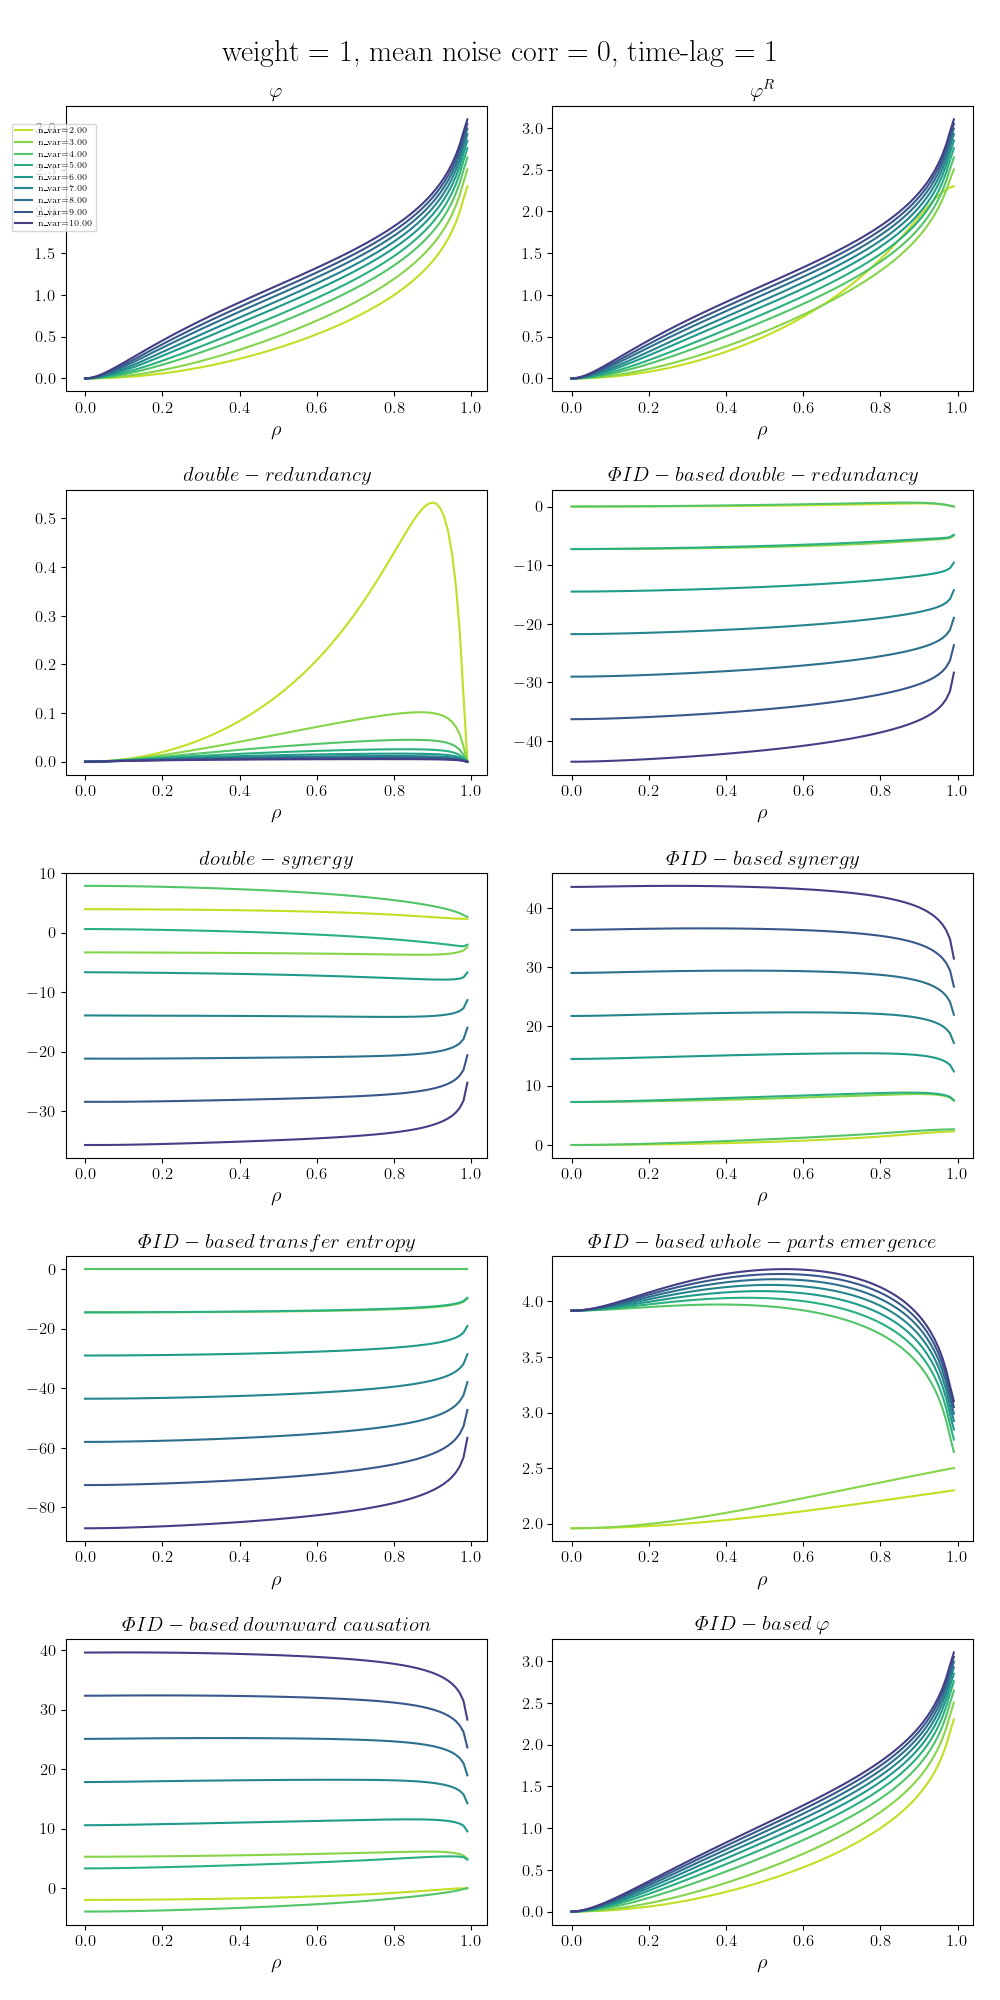 weight = 1, mean noise corr = 0, time-lag = 1
φ
n_var=2.00
n_var=3.00
n_var=4.00
n_var=5.00
n_var=6.00
n_var=7.00
n_var=8.00
n_var=9.00
n_var=10.00
1.5
1.0
0.5
0.0
0.0 0.2 0.4 0.6 0.8 1.0
ρ
φ^R
3.0
2.5
2.0
1.5
1.0
0.5
0.0
0.0 0.2 0.4 0.6 0.8 1.0
ρ
double − redundancy
0.5
0.4
0.3
0.2
0.1
0.0
0.0 0.2 0.4 0.6 0.8 1.0
ρ
ΦID − based double − redundancy
0
−10
−20
−30
−40
0.0 0.2 0.4 0.6 0.8 1.0
ρ
double − synergy
10
0
−10
−20
−30
0.0 0.2 0.4 0.6 0.8 1.0
ρ
ΦID − based synergy
40
30
20
10
0
0.0 0.2 0.4 0.6 0.8 1.0
ρ
ΦID − based transfer entropy
0
−20
−40
−60
−80
0.0 0.2 0.4 0.6 0.8 1.0
ρ
ΦID − based whole − parts emergence
4.0
3.5
3.0
2.5
2.0
0.0 0.2 0.4 0.6 0.8 1.0
ρ
ΦID − based downward causation
40
30
20
10
0
0.0 0.2 0.4 0.6 0.8 1.0
ρ
ΦID − based φ
3.0
2.5
2.0
1.5
1.0
0.5
0.0
0.0 0.2 0.4 0.6 0.8 1.0
ρ